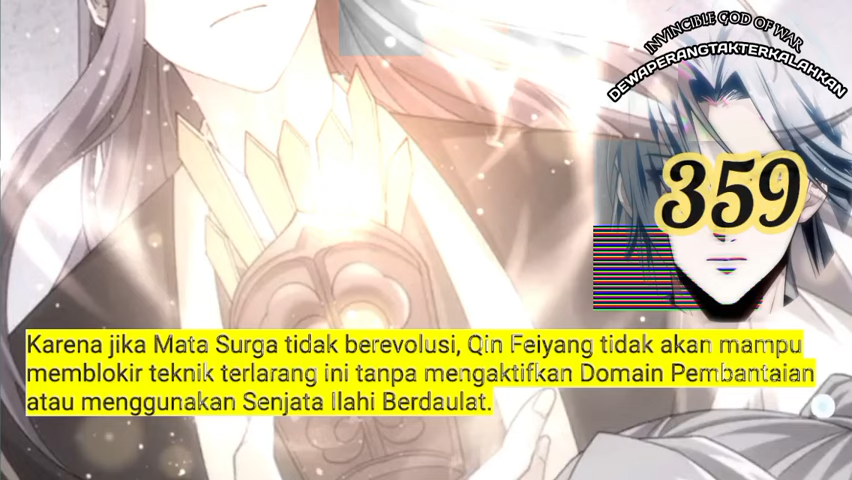 INVINCIBLE GOD OF WAR
DEWAPERANGTAKTERKALAHKAN
359
Karena jika Mata Surga tidak berevolusi, Qin Feiyang tidak akan mampu
memblokir teknik terlarang ini tanpa mengaktifkan Domain Pembantaian
atau menggunakan Senjata Ilahi Berdaulat.